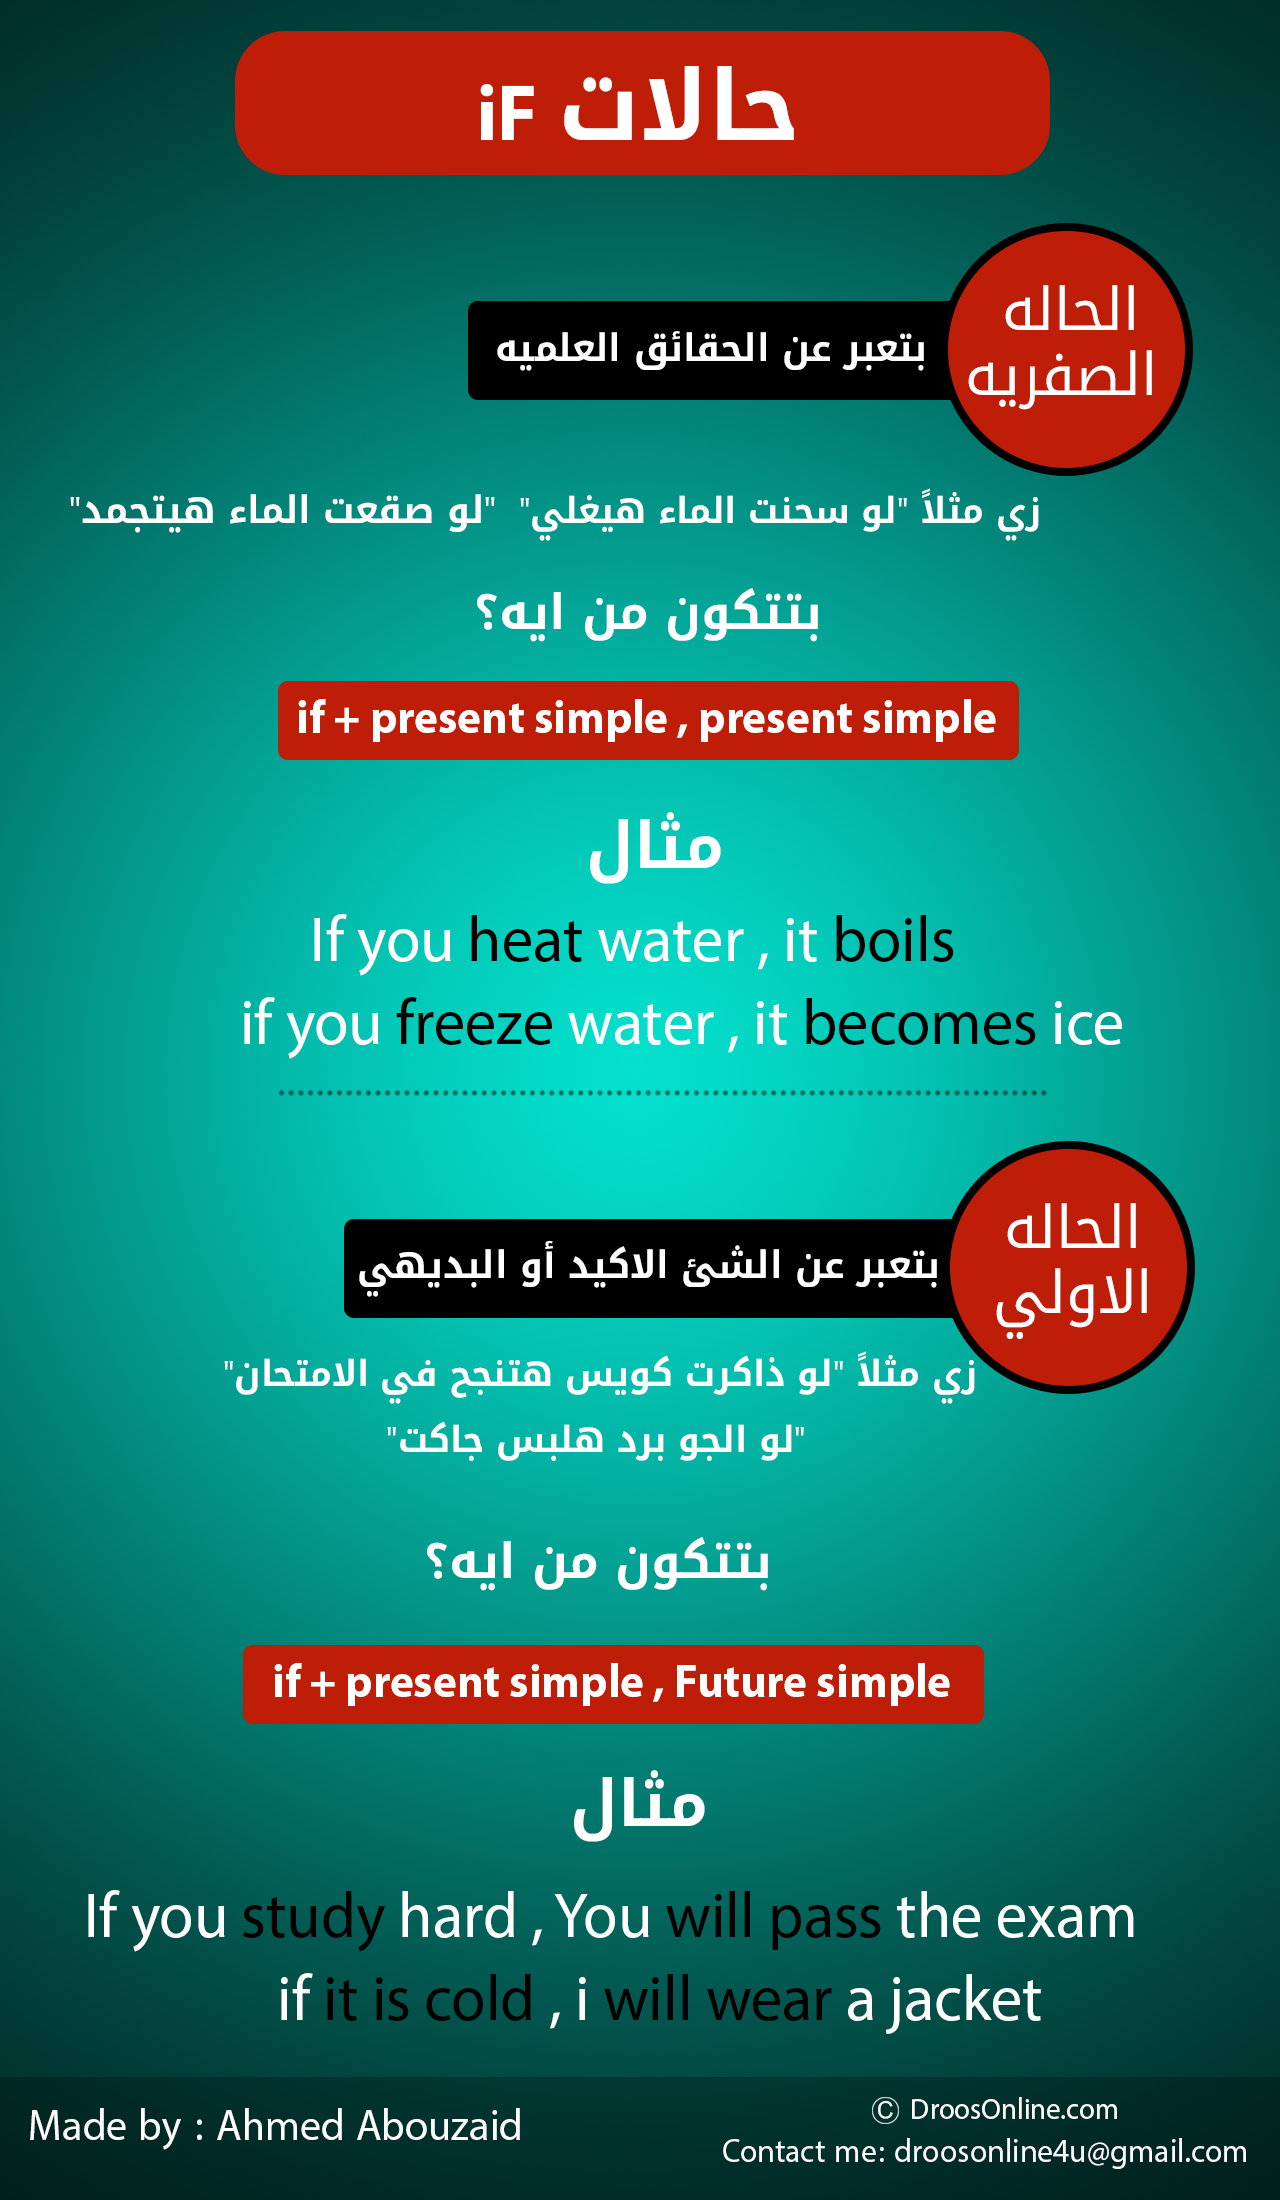 حالات iF
الحاله
الصفريه
بتعبر عن الحقائق العلميه
زي مثلاً "لو سحنت الماء هيغلي" "لو صقعت الماء هيتجمد"
بتتكون من ايه؟
if + present simple , present simple
مثال
If you heat water , it boils
if you freeze water , it becomes ice
الحاله
الاولي
بتعبر عن الشئ الاكيد أو البديهي
زي مثلاً "لو ذاكرت كويس هتنجح في الامتحان"
"لو الجو برد هلبس جاكت"
بتتكون من ايه؟
if + present simple , Future simple
مثال
If you study hard , You will pass the exam
if it is cold , i will wear a jacket
Made by : Ahmed Abouzaid
© DroosOnline.com
Contact me: droosonline4u@gmail.com